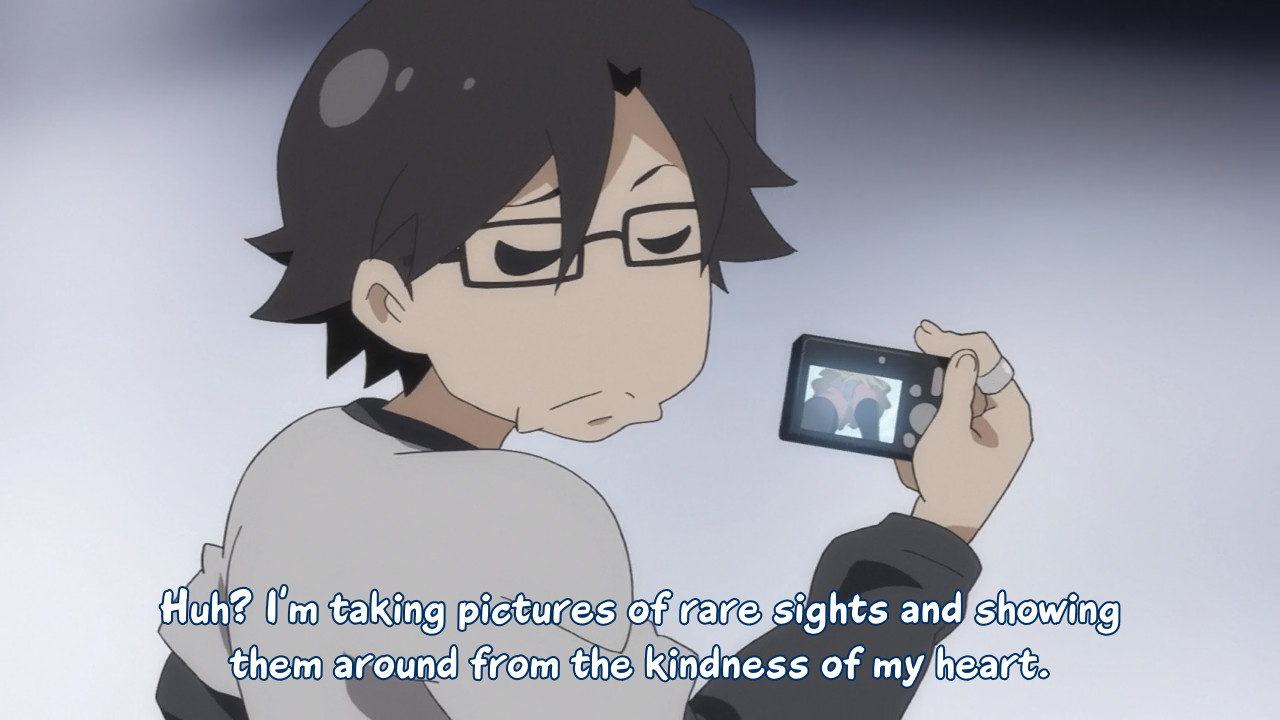 Huh? I'm taking pictures of rare sights and showing
them around from the kindness of my heart.